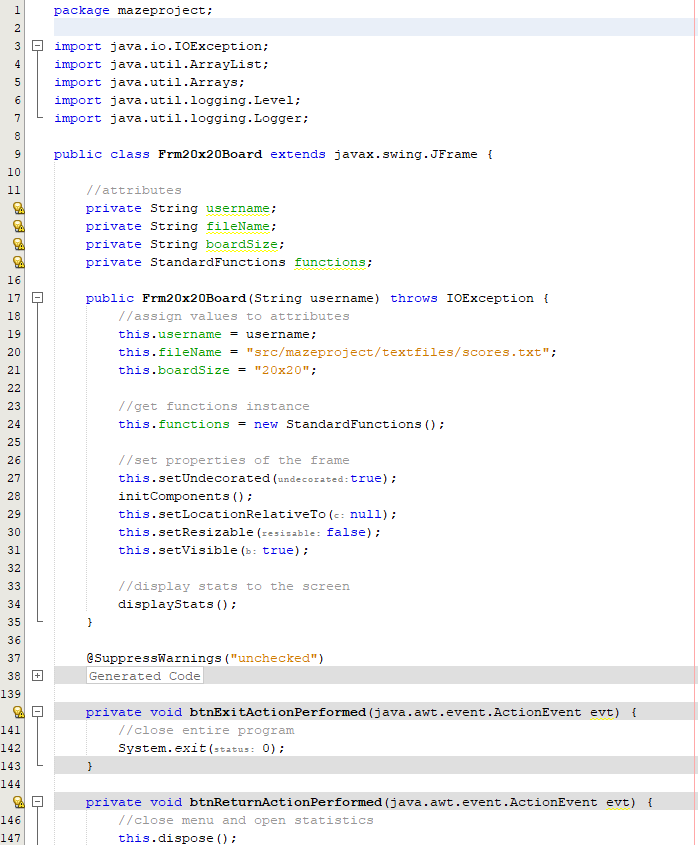 1 package mazeproject;
2
3 import java.io.IOException;
4 import java.util.ArrayList;
5 import java.util.Arrays;
6 import java.util.logging.Level;
7 import java.util.logging.Logger;
8
9 public class Frm20x20Board extends javax.swing.JFrame {
10
11 //attributes
private String username;
private String fileName;
private String boardSize;
private StandardFunctions functions;
16
17 public Frm20x20Board(String username) throws IOException {
18 //assign values to attributes
19 this.username = username;
20 this.fileName = "src/mazeproject/textfiles/scores.txt";
21 this.boardSize = "20x20";
22
23 //get functions instance
24 this.functions = new StandardFunctions();
25
26 //set properties of the frame
27 this.setUndecorated(undecorated:true);
28 initComponents();
29 this.setLocationRelativeTo(c: null);
30 this.setResizable(resizable: false);
31 this.setVisible(b: true);
32
33 //display stats to the screen
34 displayStats();
35 }
36
37 @SuppressWarnings("unchecked")
38 Generated Code
139
private void btnExitActionPerformed(java.awt.event.ActionEvent evt) {
141 //close entire program
142 System.exit(status: 0);
143 }
144
private void btnReturnActionPerformed(java.awt.event.ActionEvent evt) {
146 //close menu and open statistics
147 this.dispose();